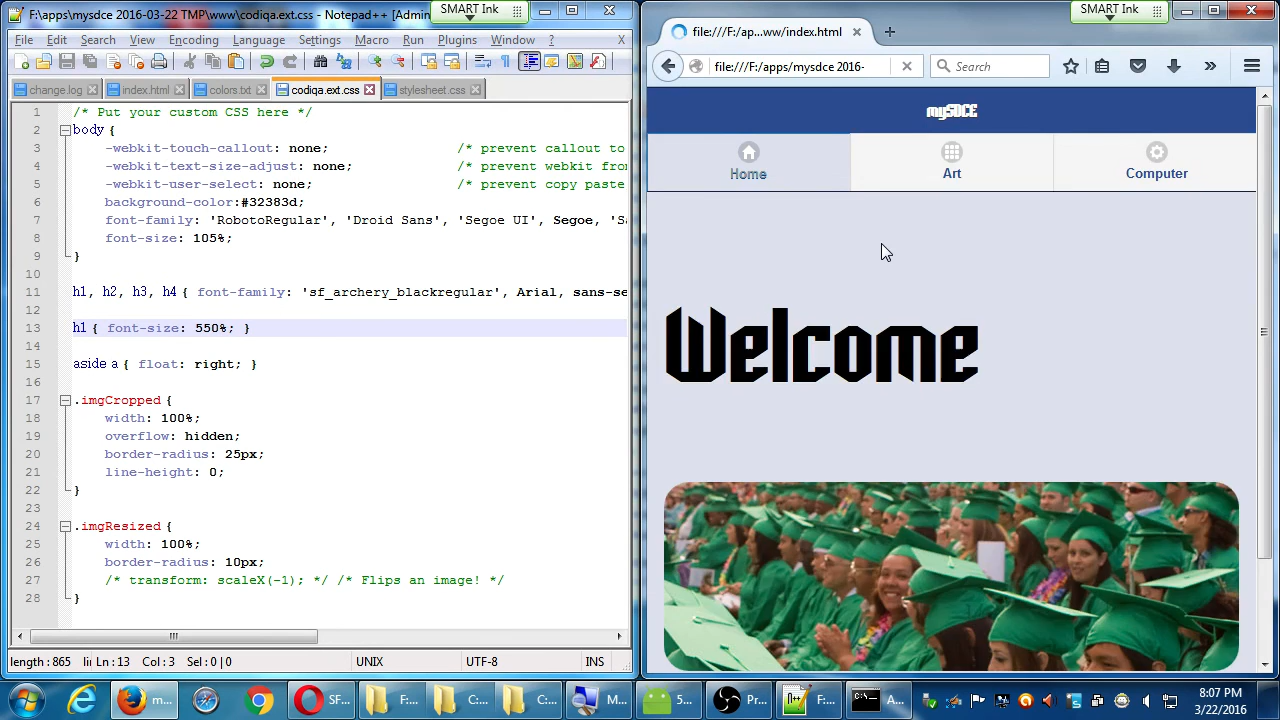 F:\apps\mysdce 2016-03-22 TMP\www\codiqa.ext.css - Notepad++ [Admin
SMART Ink
File Edit Search View Encoding Language Settings Macro Run Plugins Window ? X
change.log index.html colors.txt codiqa.ext.css stylesheet.css
1 /* Put your custom CSS here */
2 body {
3 -webkit-touch-callout: none; /* prevent callout to
4 -webkit-text-size-adjust: none; /* prevent webkit from
5 -webkit-user-select: none; /* prevent copy paste
6 background-color:#32383d;
7 font-family: 'RobotoRegular', 'Droid Sans', 'Segoe UI', Segoe, 'Sa
8 font-size: 105%;
9 }
10
11 h1, h2, h3, h4 { font-family: 'sf_archery_blackregular', Arial, sans-se
12
13 h1 { font-size: 550%; }
14
15 aside a { float: right; }
16
17 .imgCropped {
18 width: 100%;
19 overflow: hidden;
20 border-radius: 25px;
21 line-height: 0;
22 }
23
24 .imgResized {
25 width: 100%;
26 border-radius: 10px;
27 /* transform: scaleX(-1); */ /* Flips an image! */
28 }
length : 865 li Ln : 13 Col : 3 Sel : 0 | 0 UNIX UTF-8 INS
SMART Ink
file:///F:/ap...ww/index.html
file:///F:/apps/mysdce 2016-
Search
mySDCE
Home Art Computer
Welcome
m... SF... F:... C:... C:... M... 5... Pr... F:... A...
8:07 PM
3/22/2016